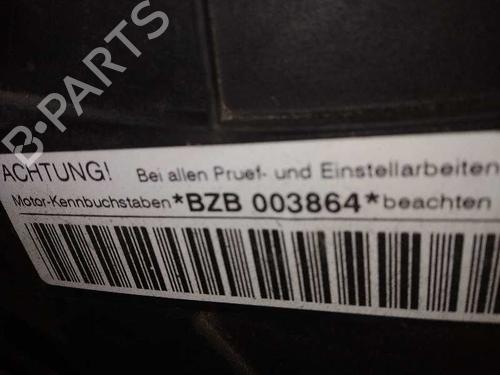 B-PARTS
ACHTUNG! Bei allen Pruef- und Einstellarbeiten
Motor-Kennbuchstaben *BZB 003864* beachten